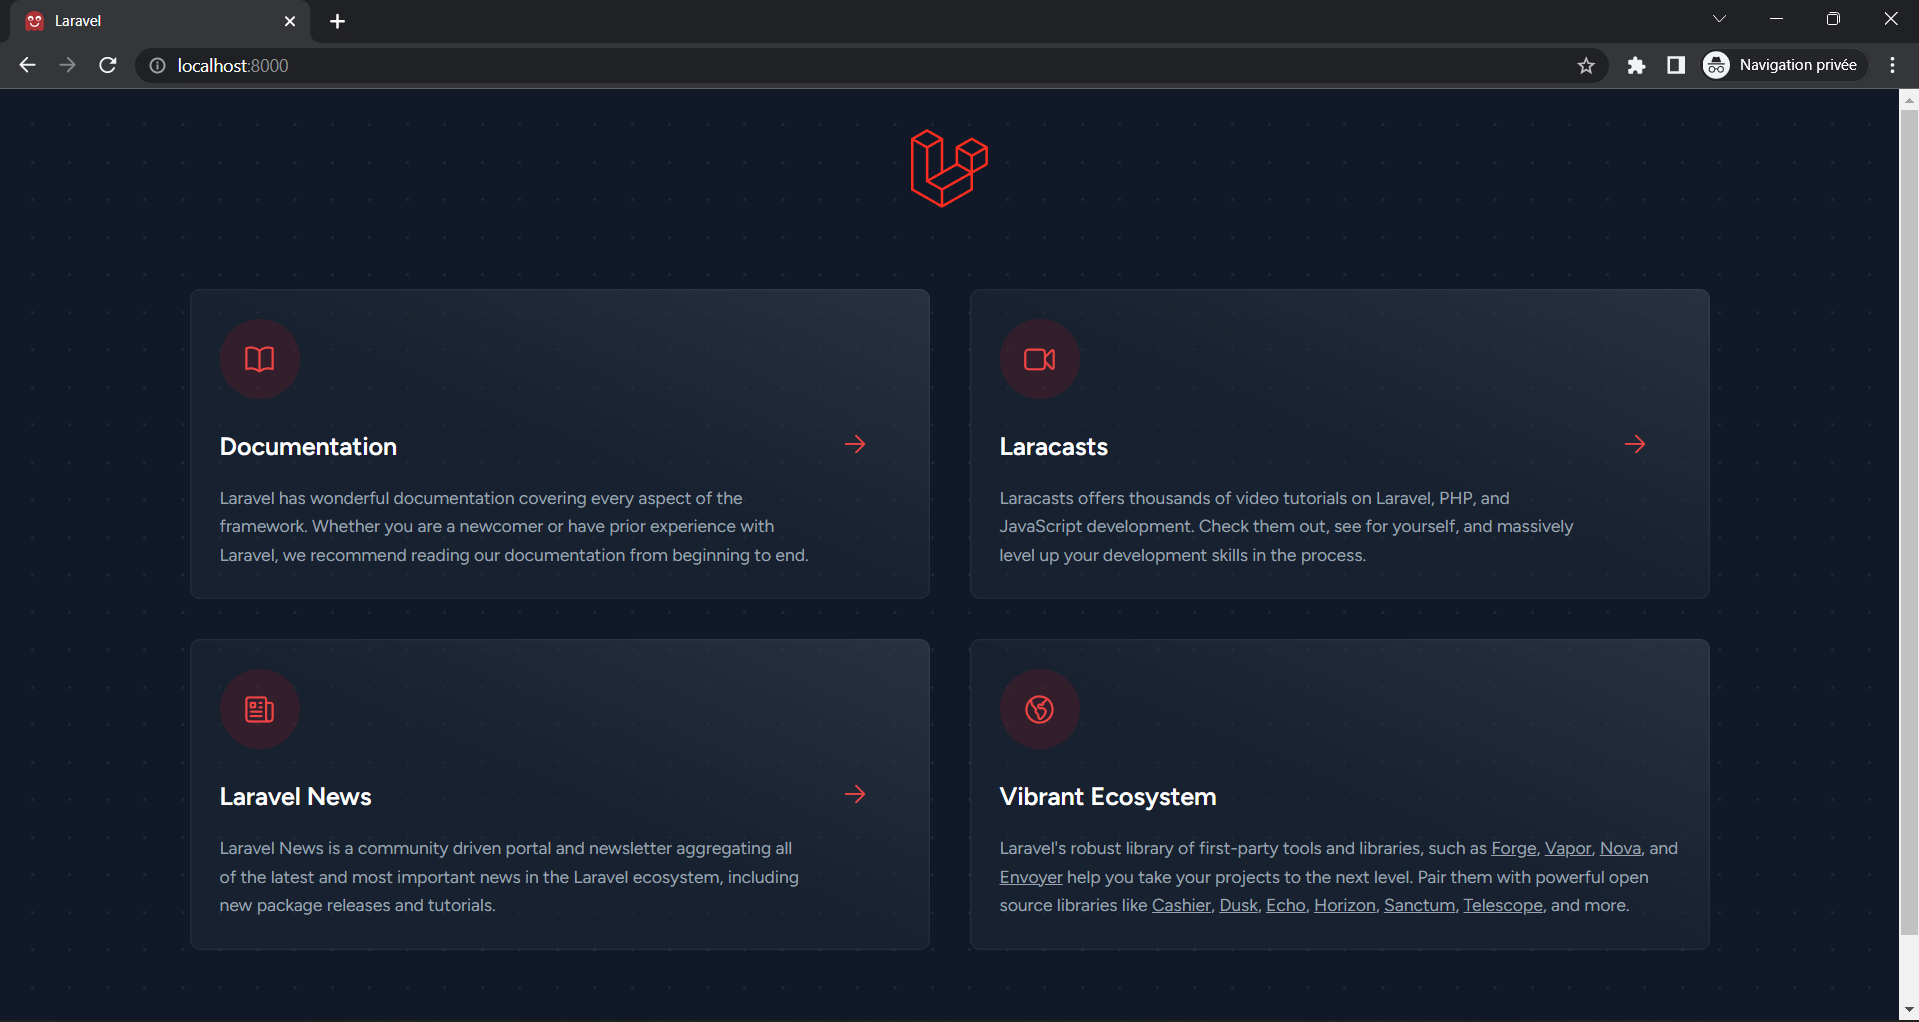 Laravel
localhost:8000
Navigation privée
Documentation
Laravel has wonderful documentation covering every aspect of the
framework. Whether you are a newcomer or have prior experience with
Laravel, we recommend reading our documentation from beginning to end.
Laracasts
Laracasts offers thousands of video tutorials on Laravel, PHP, and
JavaScript development. Check them out, see for yourself, and massively
level up your development skills in the process.
Laravel News
Laravel News is a community driven portal and newsletter aggregating all
of the latest and most important news in the Laravel ecosystem, including
new package releases and tutorials.
Vibrant Ecosystem
Laravel's robust library of first-party tools and libraries, such as Forge, Vapor, Nova, and
Envoyer help you take your projects to the next level. Pair them with powerful open
source libraries like Cashier, Dusk, Echo, Horizon, Sanctum, Telescope, and more.